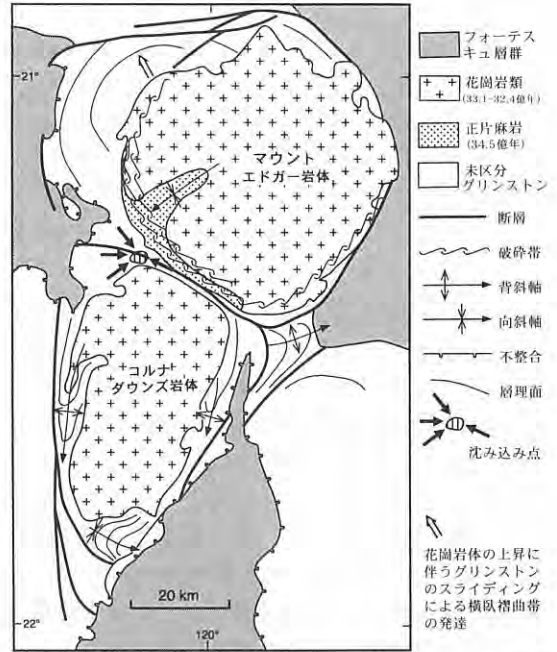 21°
22°
120°
マウント
エドガー岩体
コルナ
ダウンズ岩体
20 km
フォーテス
キュ層群
花崗岩類
(33.1-32.4億年)
正片麻岩
(34.5億年)
未区分
グリンストン
断層
破砕帯
背斜軸
向斜軸
不整合
層理面
沈み込み点
花崗岩体の上昇に
伴うグリンストン
のスライディング
による横臥褶曲帯
の発達